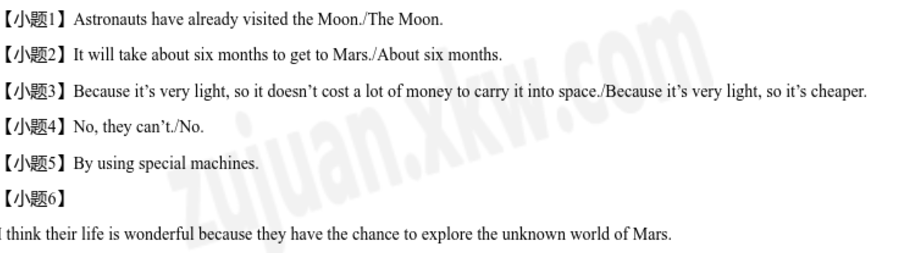 【小题1】Astronauts have already visited the Moon./The Moon.
【小题2】It will take about six months to get to Mars./About six months.
【小题3】Because it’s very light, so it doesn’t cost a lot of money to carry it into space./Because it’s very light, so it’s cheaper.
【小题4】No, they can’t./No.
【小题5】By using special machines.
【小题6】
I think their life is wonderful because they have the chance to explore the unknown world of Mars.
zujuan.xkw.com